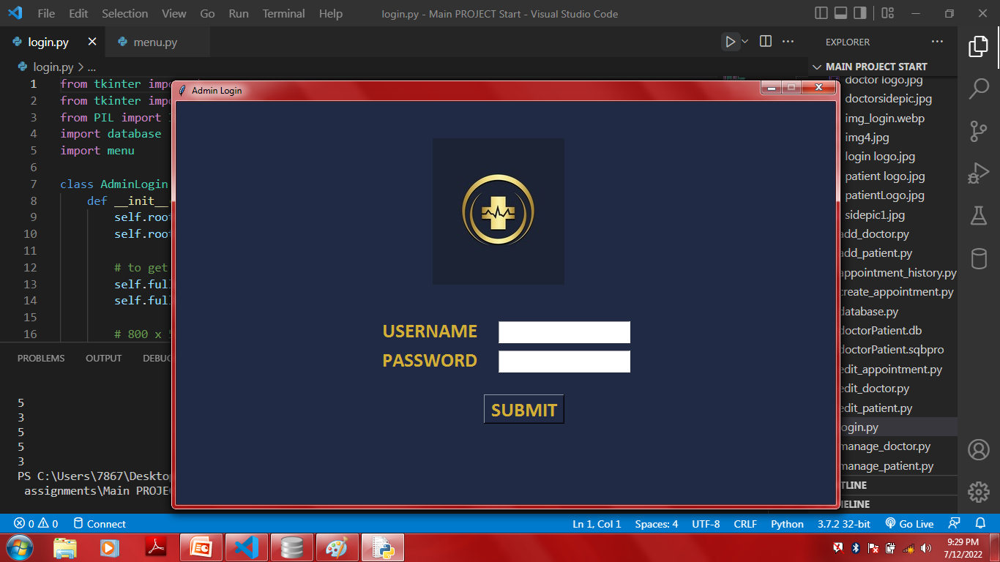 File Edit Selection View Go Run Terminal Help login.py - Main PROJECT Start - Visual Studio Code
login.py menu.py
login.py > ...
1 from tkinter
2 from tkinter
3 from PIL import
4 import database
5 import menu
6
7 class AdminLogin
8 def __init__
9 self.root
10 self.root
11
12 # to get
13 self.full
14 self.full
15
16 # 800 x
PROBLEMS OUTPUT
5
3
5
5
3
PS C:\Users\7867\Desktop
assignments\Main
Admin Login
USERNAME
PASSWORD
SUBMIT
EXPLORER
MAIN PROJECT START
doctor logo.jpg
doctorsidepic.jpg
img_login.webp
img4.jpg
login logo.jpg
patient logo.jpg
patientLogo.jpg
sidepic1.jpg
add_doctor.py
add_patient.py
appointment_history.py
create_appointment.py
database.py
doctorPatient.db
doctorPatient.sqbpro
edit_appointment.py
edit_doctor.py
edit_patient.py
login.py
manage_doctor.py
manage_patient.py
0 0 Connect Ln 1, Col 1 Spaces: 4 UTF-8 CRLF Python 3.7.2 32-bit Go Live
9:29 PM
7/12/2022